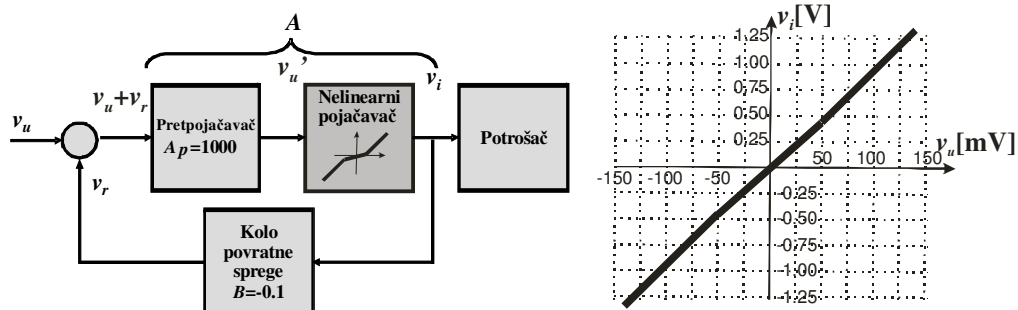 A
v_u'
v_i
v_u+v_r
v_u
v_r
Pretpojačavač
Ap=1000
Nelinearni
pojačavač
Potrošač
Kolo
povratne
sprege
B=-0.1
v_i[V]
1.25
1.00
0.75
0.50
0.25
v_u[mV]
50 100 150
-150 -100 -50
-0.25
-0.50
-0.75
-1.00
-1.25